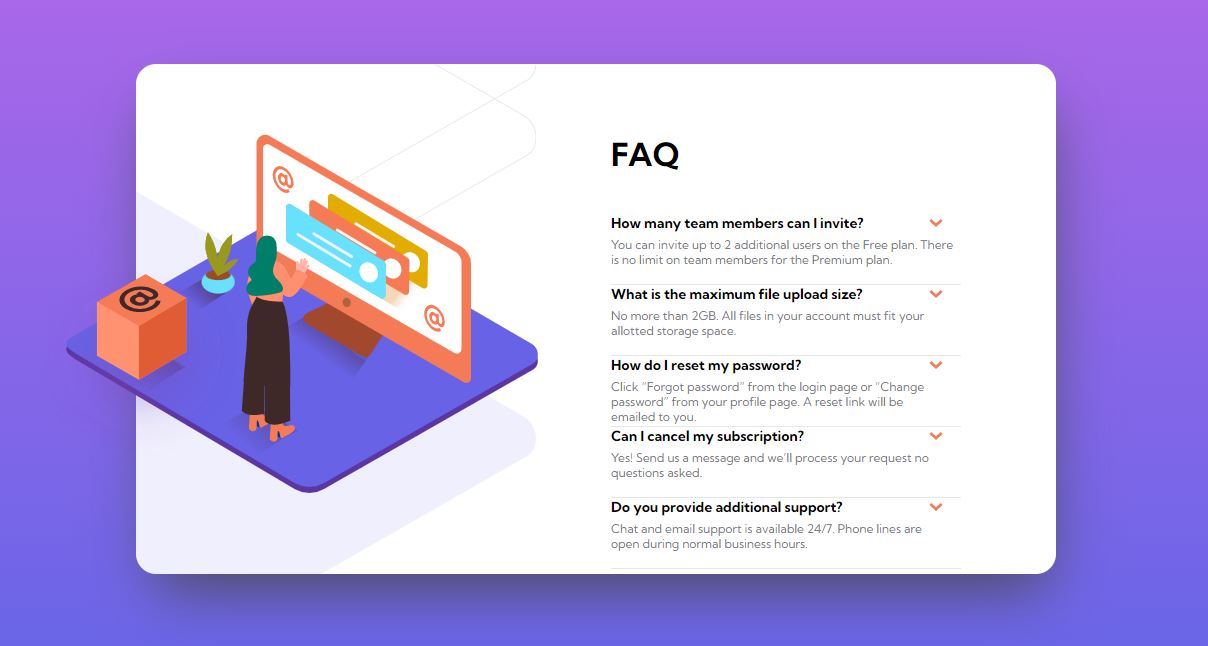 FAQ
How many team members can I invite?
You can invite up to 2 additional users on the Free plan. There
is no limit on team members for the Premium plan.
What is the maximum file upload size?
No more than 2GB. All files in your account must fit your
allotted storage space.
How do I reset my password?
Click “Forgot password” from the login page or “Change
password” from your profile page. A reset link will be
emailed to you.
Can I cancel my subscription?
Yes! Send us a message and we’ll process your request no
questions asked.
Do you provide additional support?
Chat and email support is available 24/7. Phone lines are
open during normal business hours.
@
@
@